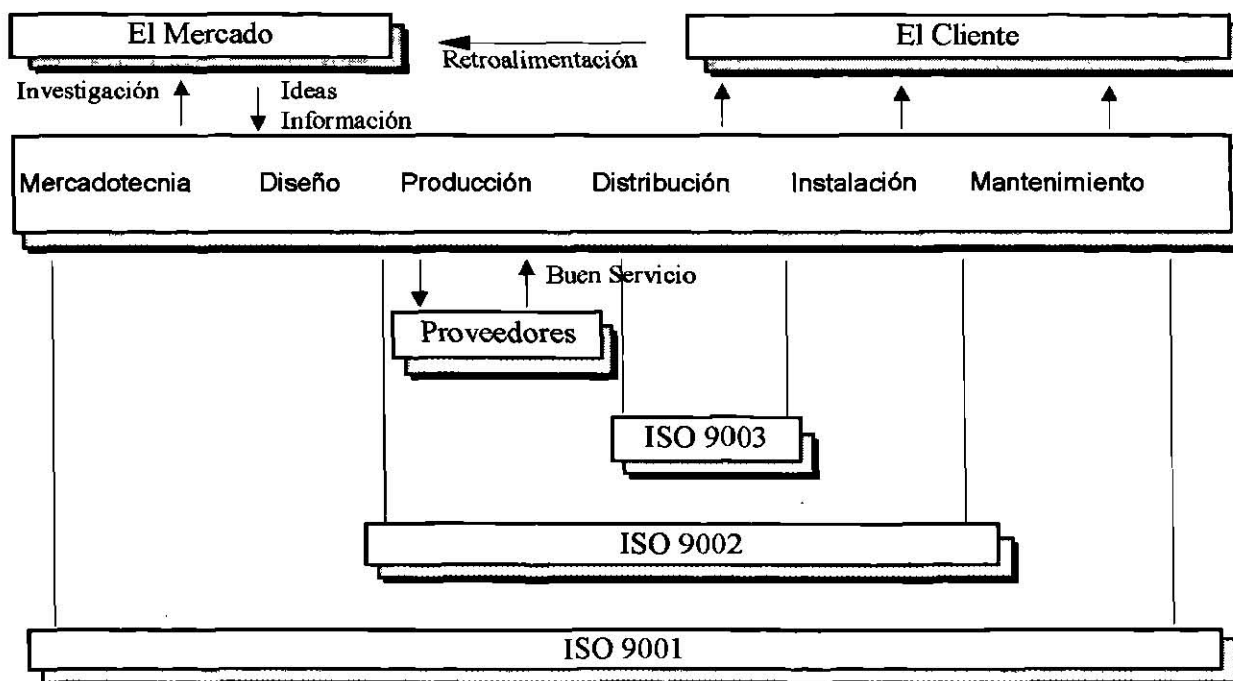 El Mercado
El Cliente
Retroalimentación
Investigación
Ideas
Información
Mercadotecnia Diseño Producción Distribución Instalación Mantenimiento
Buen Servicio
Proveedores
ISO 9003
ISO 9002
ISO 9001